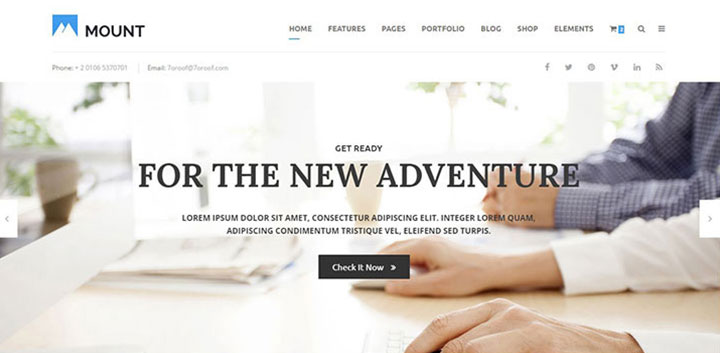 MOUNT
HOME FEATURES PAGES PORTFOLIO BLOG SHOP ELEMENTS
Phone: + 2 0106 5370701 Email: 7oroof@7oroof.com
GET READY
FOR THE NEW ADVENTURE
LOREM IPSUM DOLOR SIT AMET, CONSECTETUR ADIPISCING ELIT. INTEGER LOREM QUAM,
ADIPISCING CONDIMENTUM TRISTIQUE VEL, ELEIFEND SED TURPIS.
Check It Now »